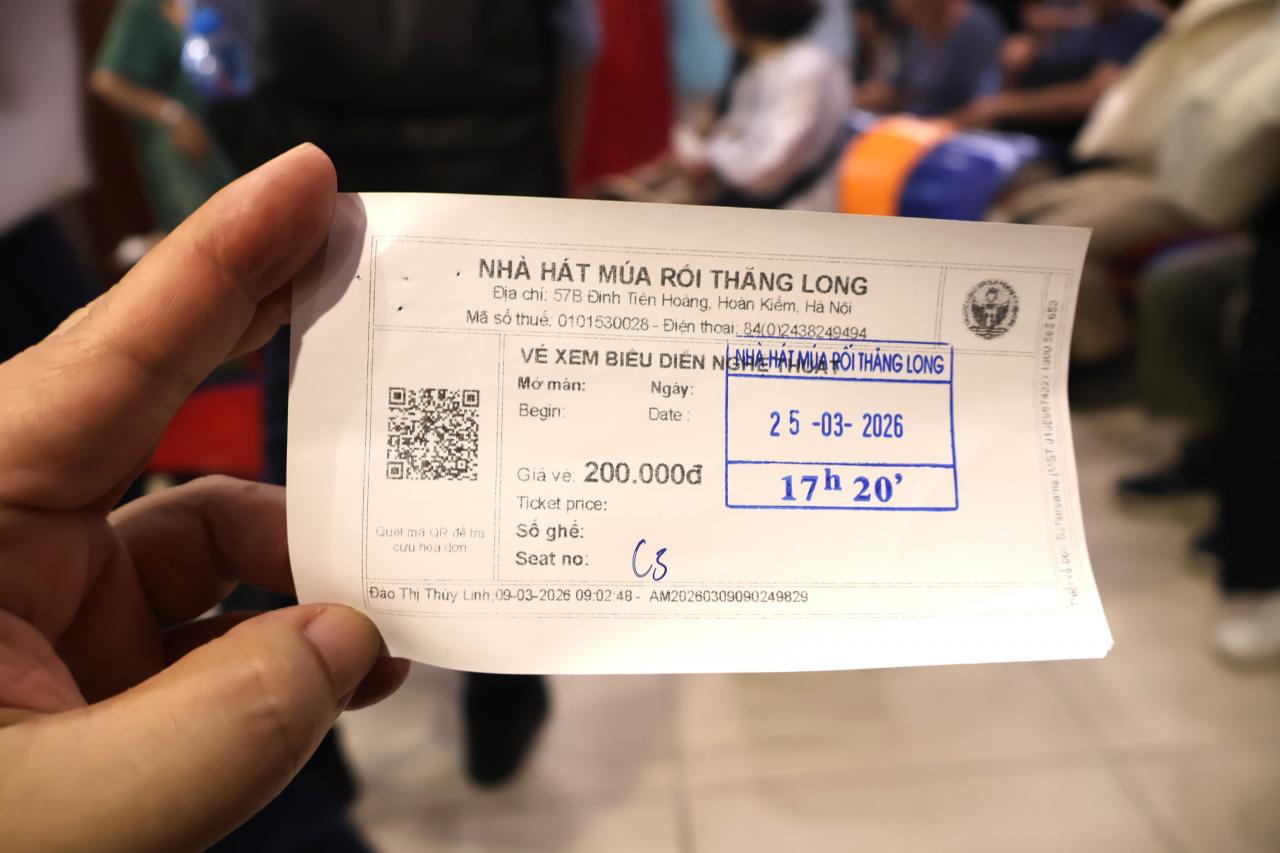 NHÀ HÁT MÚA RỐI THĂNG LONG
Địa chỉ: 57B Đinh Tiên Hoàng, Hoàn Kiếm, Hà Nội
Mã số thuế: 0101530028 - Điện thoại: 84(0)2438249494
VÉ XEM BIỂU DIỄN NGHỆ THUẬT
NHÀ HÁT MÚA RỐI THĂNG LONG
Mở màn: Ngày:
Begin: Date :
25 -03- 2026
Giá vé: 200.000đ
17h 20'
Ticket price:
Số ghế:
Seat no: C3
Quét mã QR để tra
cứu hóa đơn
Đào Thị Thùy Linh,09-03-2026 09:02:48 - AM20260309090249829